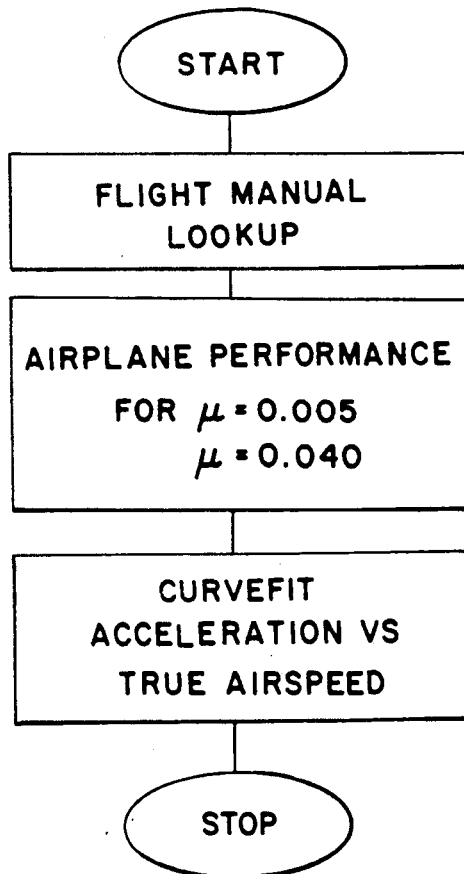 START
FLIGHT MANUAL
LOOKUP
AIRPLANE PERFORMANCE
FOR μ = 0.005
μ = 0.040
CURVEFIT
ACCELERATION VS
TRUE AIRSPEED
STOP